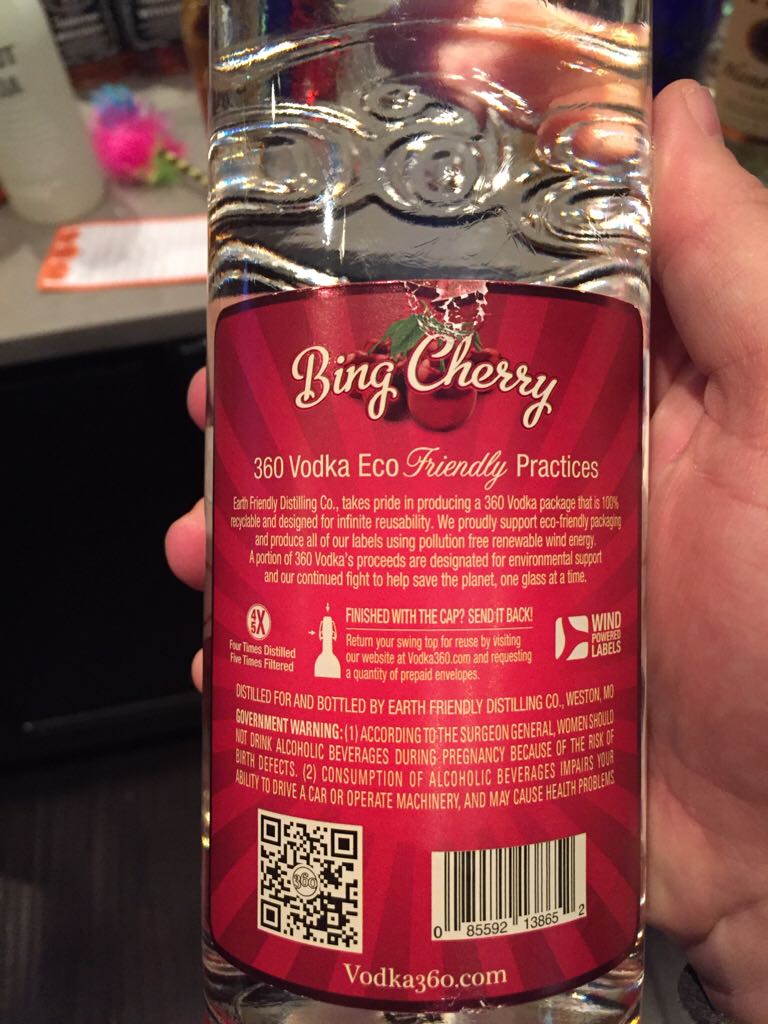 Bing Cherry
360 Vodka Eco Friendly Practices
Earth Friendly Distilling Co., takes pride in producing a 360 Vodka package that is 100%
recyclable and designed for infinite reusability. We proudly support eco-friendly packaging
and produce all of our labels using pollution free renewable wind energy.
A portion of 360 Vodka's proceeds are designated for environmental support
and our continued fight to help save the planet, one glass at a time.
4X
5X
Four Times Distilled
Five Times Filtered
FINISHED WITH THE CAP? SEND IT BACK!
Return your swing top for reuse by visiting
our website at Vodka360.com and requesting
a quantity of prepaid envelopes.
WIND
POWERED
LABELS
DISTILLED FOR AND BOTTLED BY EARTH FRIENDLY DISTILLING CO., WESTON, MO
GOVERNMENT WARNING: (1) ACCORDING TO THE SURGEON GENERAL, WOMEN SHOULD
NOT DRINK ALCOHOLIC BEVERAGES DURING PREGNANCY BECAUSE OF THE RISK OF
BIRTH DEFECTS. (2) CONSUMPTION OF ALCOHOLIC BEVERAGES IMPAIRS YOUR
ABILITY TO DRIVE A CAR OR OPERATE MACHINERY, AND MAY CAUSE HEALTH PROBLEMS
360
0 85592 13865 2
Vodka360.com